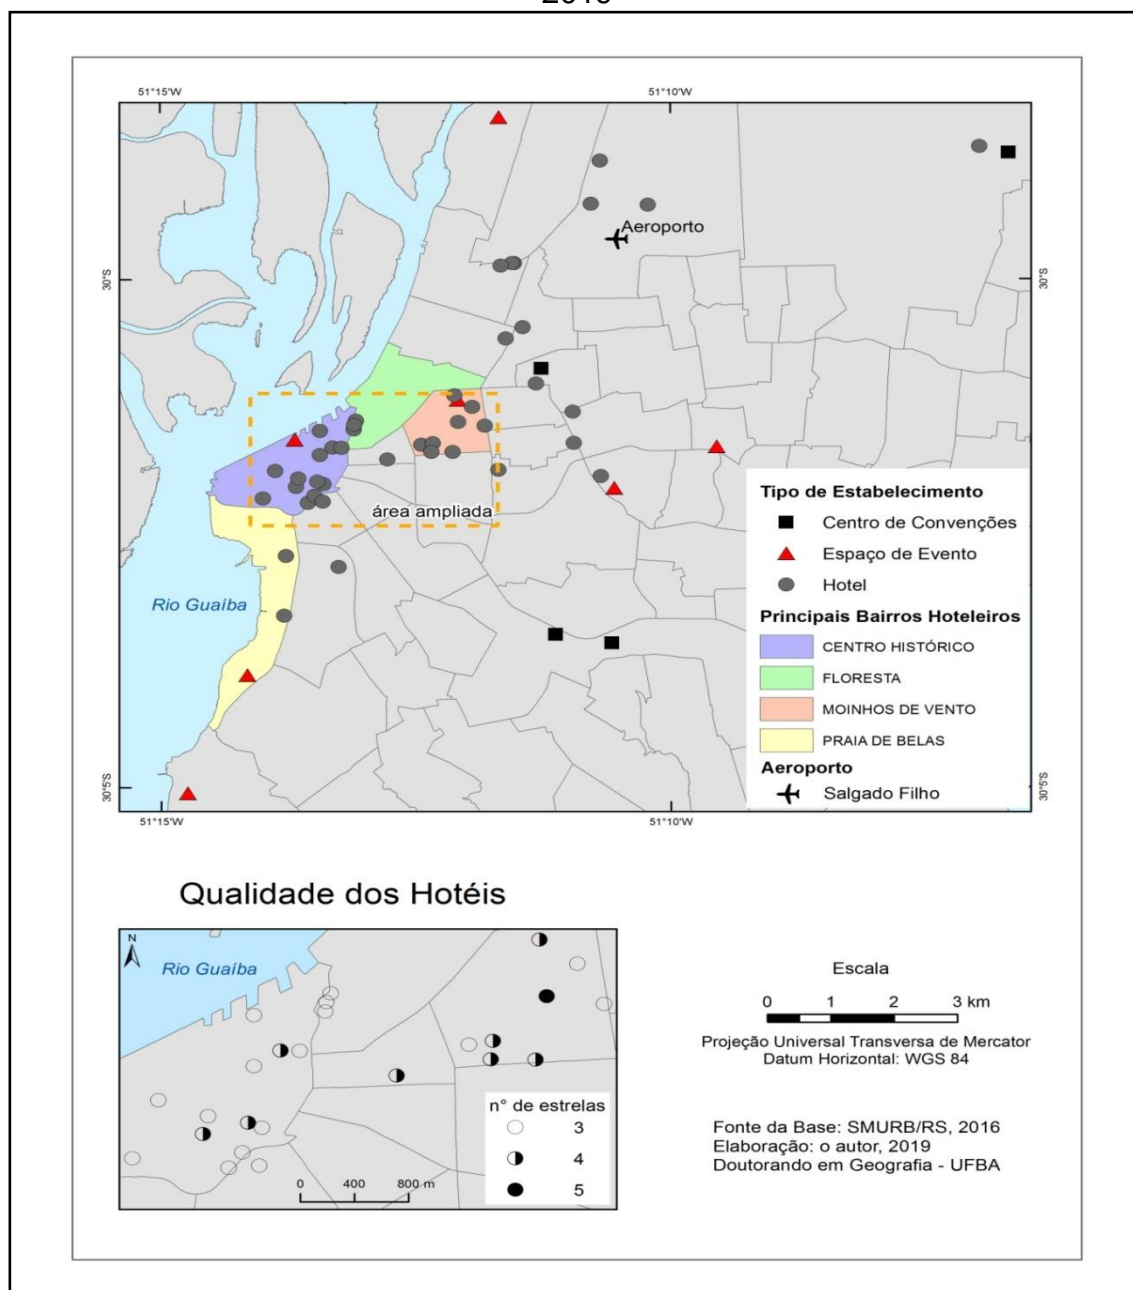 51°15'W
51°10'W
Aeroporto
30°S
30°S
área ampliada
Rio Guaíba
Tipo de Estabelecimento
Centro de Convenções
Espaço de Evento
Hotel
Principais Bairros Hoteleiros
CENTRO HISTÓRICO
FLORESTA
MOINHOS DE VENTO
PRAIA DE BELAS
Aeroporto
Salgado Filho
30°5'S
30°5'S
51°15'W
51°10'W
Qualidade dos Hotéis
N
Rio Guaíba
n° de estrelas
3
4
5
0 400 800 m
Escala
0 1 2 3 km
Projeção Universal Transversa de Mercator
Datum Horizontal: WGS 84
Fonte da Base: SMURB/RS, 2016
Elaboração: o autor, 2019
Doutorando em Geografia - UFBA